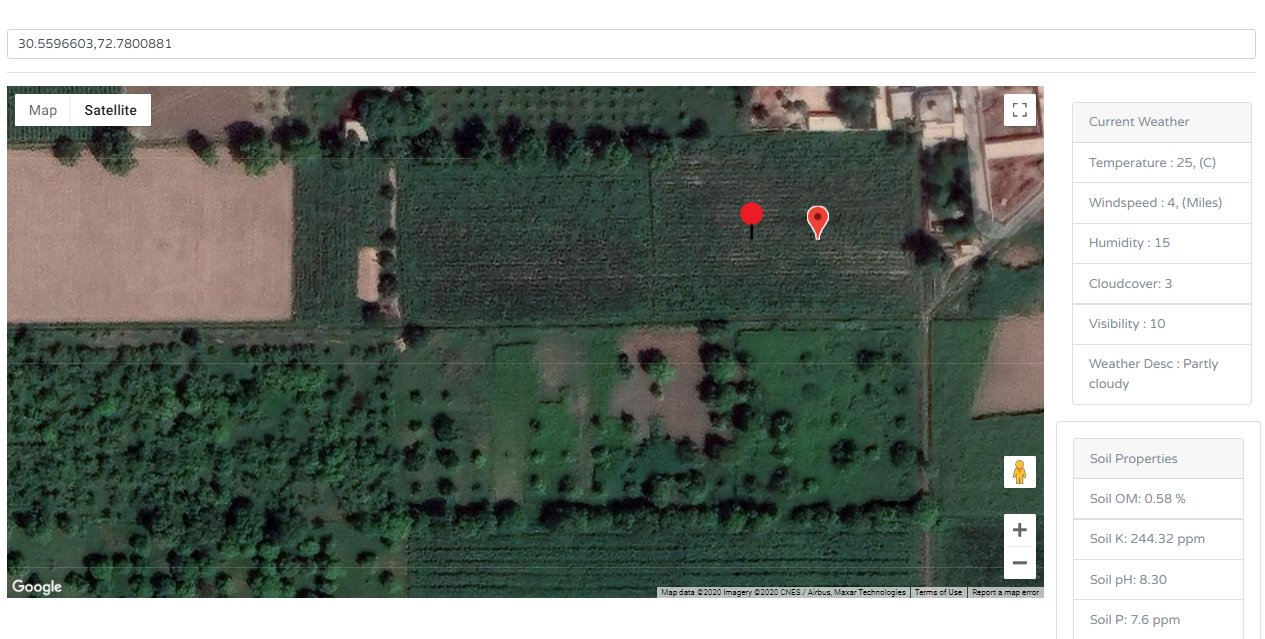 30.5596603,72.7800881
Map
Satellite
Current Weather
Temperature : 25, (C)
Windspeed : 4, (Miles)
Humidity : 15
Cloudcover: 3
Visibility : 10
Weather Desc : Partly
cloudy
Soil Properties
Soil OM: 0.58 %
Soil K: 244.32 ppm
Soil pH: 8.30
Soil P: 7.6 ppm
Google
Map data ©2020 Imagery ©2020 CNES / Airbus, Maxar Technologies
Terms of Use
Report a map error